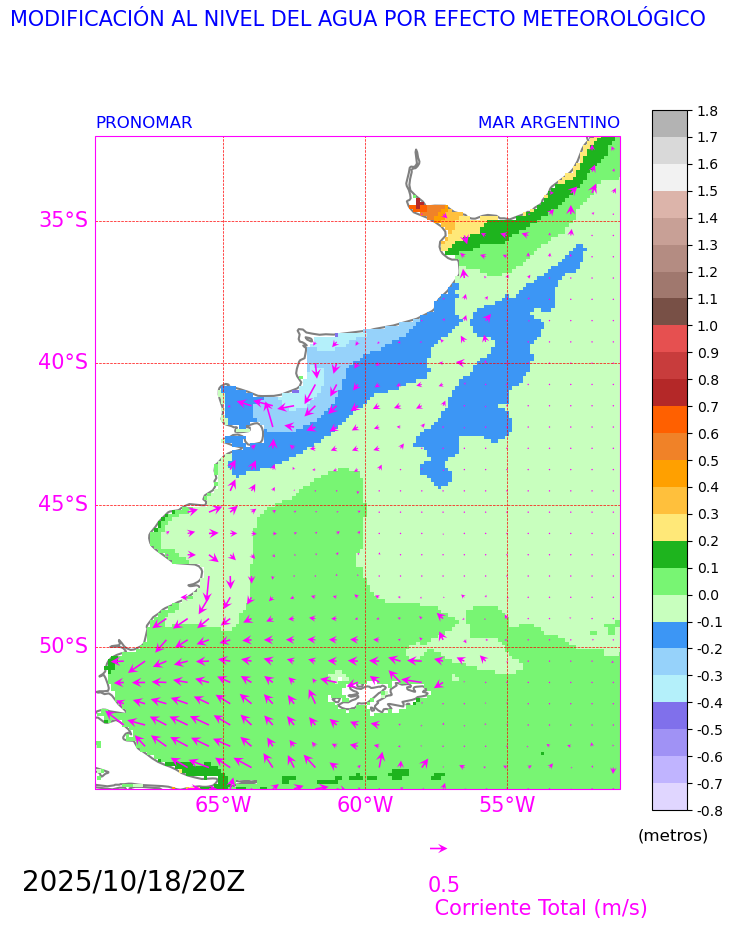 MODIFICACIÓN AL NIVEL DEL AGUA POR EFECTO METEOROLÓGICO
PRONOMAR
MAR ARGENTINO
35°S
40°S
45°S
50°S
65°W
60°W
55°W
1.8
1.7
1.6
1.5
1.4
1.3
1.2
1.1
1.0
0.9
0.8
0.7
0.6
0.5
0.4
0.3
0.2
0.1
0.0
-0.1
-0.2
-0.3
-0.4
-0.5
-0.6
-0.7
-0.8
(metros)
2025/10/18/20Z
0.5
Corriente Total (m/s)